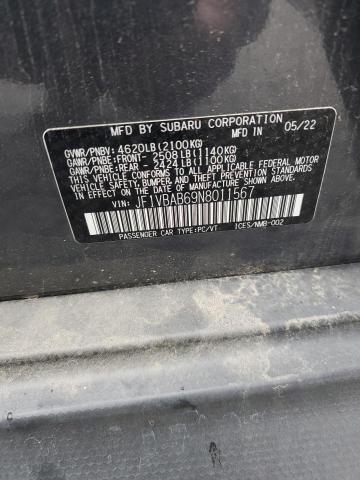 MFD BY SUBARU CORPORATION
IN 05/22
GVWR/PNBV: 4620LB(2100KG)
GAWR/PNBE:FRONT- 2508LB(1140KG)
GAWR/PNBE:REAR - 2424LB(1100KG)
THIS VEHICLE CONFORMS TO ALL APPLICABLE FEDERAL MOTOR
VEHICLE SAFETY, BUMPER AND THEFT PREVENTION STANDARDS
IN EFFECT ON THE DATE OF MANUFACTURE SHOWN ABOVE.
VIN: JF1VBAB69N8011567
PASSENGER CAR TYPE:PC/VT ICES/NMB-002